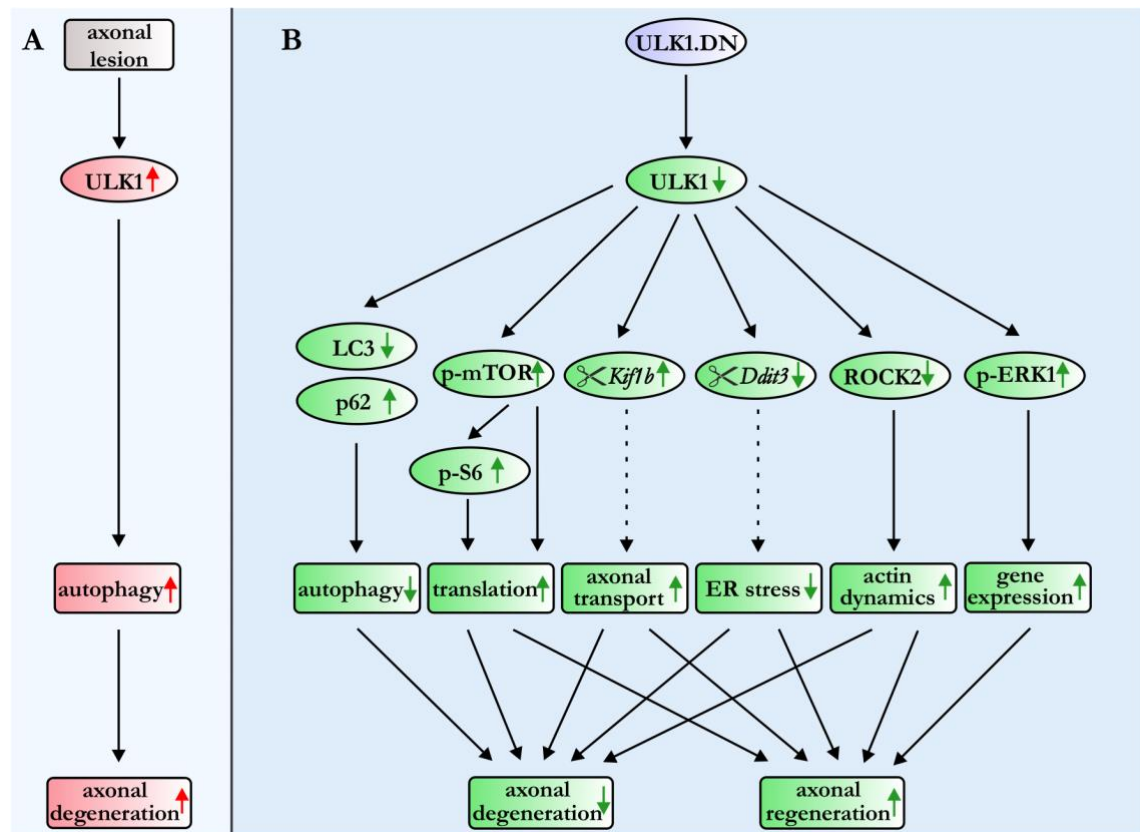 A
axonal
lesion
ULK1
autophagy
axonal
degeneration
B
ULK1.DN
ULK1
LC3
p62
p-mTOR
p-S6
Kif1b
Ddit3
ROCK2
p-ERK1
autophagy
translation
axonal
transport
ER stress
actin
dynamics
gene
expression
axonal
degeneration
axonal
regeneration